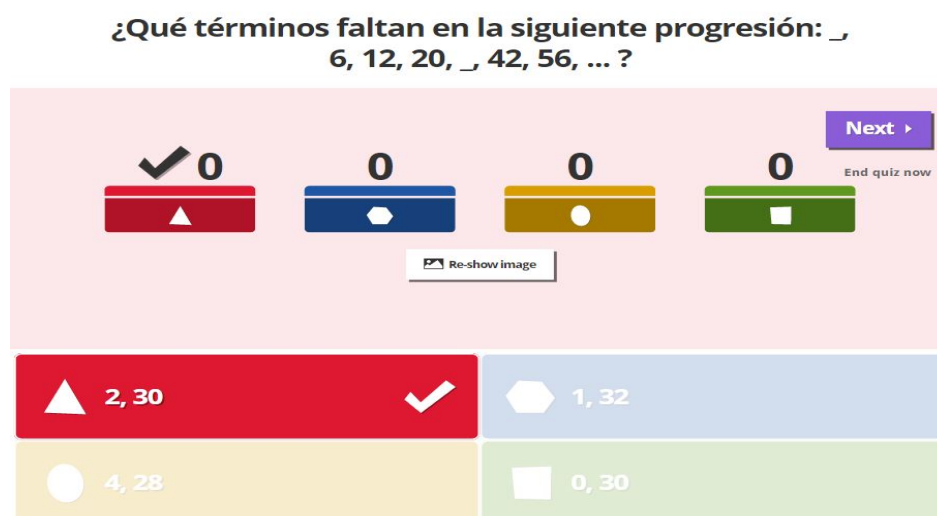 ¿Qué términos faltan en la siguiente progresión: _,
6, 12, 20, _, 42, 56, ... ?
Next
0
0
0
0
End quiz now
Re-show image
2, 30
1, 32
4, 28
0, 30